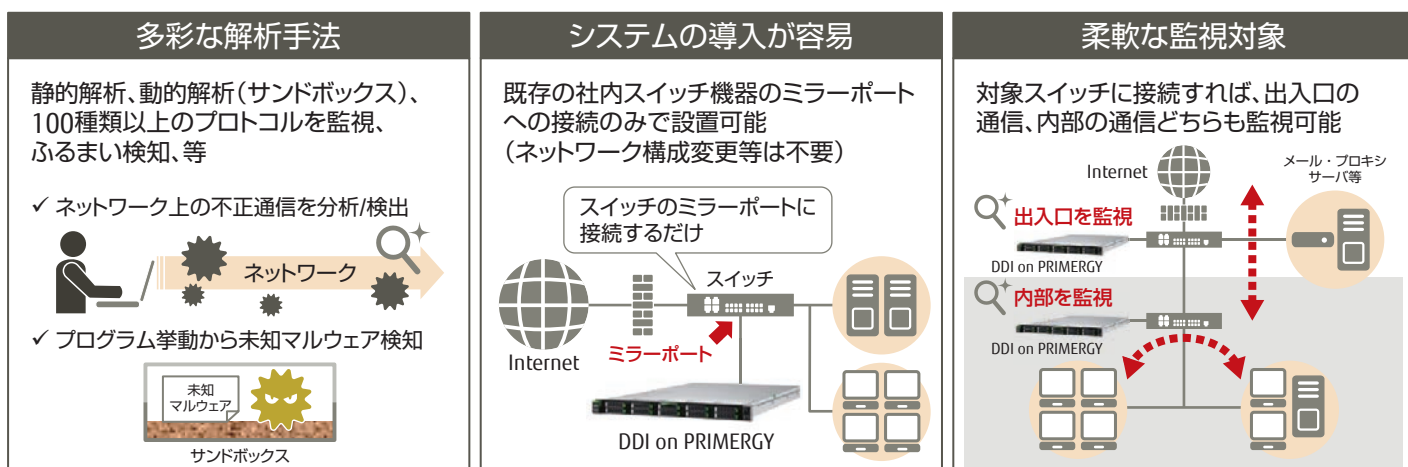 多彩な解析手法
静的解析、動的解析（サンドボックス）、
100種類以上のプロトコルを監視、
ふるまい検知、等
✓ ネットワーク上の不正通信を分析/検出
ネットワーク
✓ プログラム挙動から未知マルウェア検知
未知
マルウェア
サンドボックス
システムの導入が容易
既存の社内スイッチ機器のミラーポート
への接続のみで設置可能
（ネットワーク構成変更等は不要）
スイッチのミラーポートに
接続するだけ
スイッチ
Internet
ミラーポート
DDI on PRIMERGY
柔軟な監視対象
対象スイッチに接続すれば、出入口の
通信、内部の通信どちらも監視可能
Internet
メール・プロキシ
サーバ等
出入口を監視
DDI on PRIMERGY
内部を監視
DDI on PRIMERGY